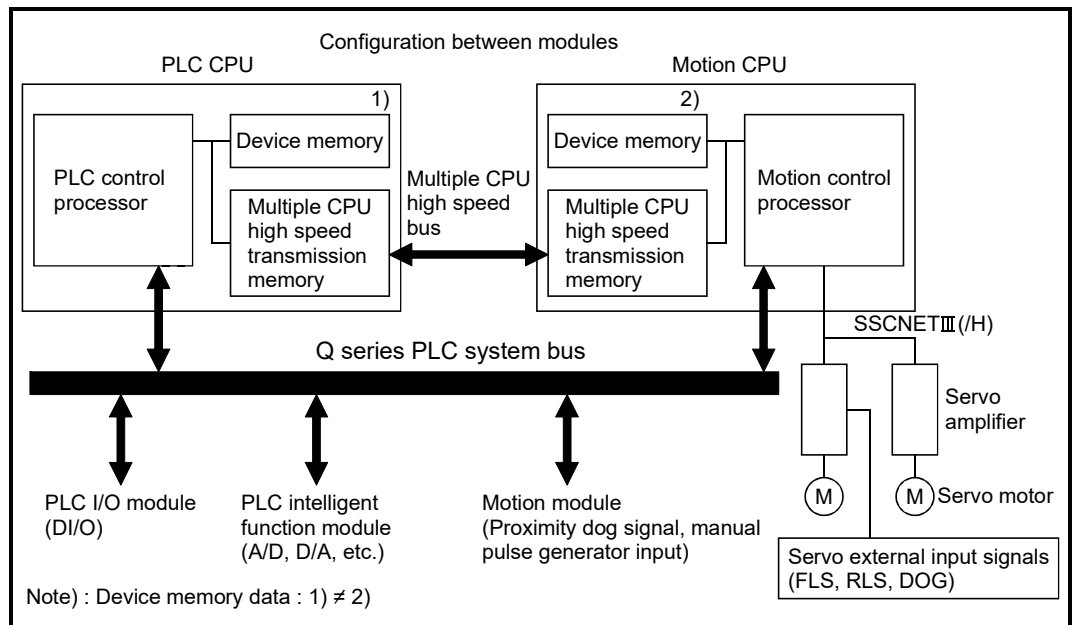 Configuration between modules
PLC CPU
Motion CPU
1)
2)
PLC control
processor
Device memory
Multiple CPU
high speed
transmission
memory
Multiple CPU
high speed
bus
Device memory
Multiple CPU
high speed
transmission
memory
Motion control
processor
SSCNETⅢ(/H)
Q series PLC system bus
Servo
amplifier
M
M
Servo motor
PLC I/O module
(DI/O)
PLC intelligent
function module
(A/D, D/A, etc.)
Motion module
(Proximity dog signal, manual
pulse generator input)
Servo external input signals
(FLS, RLS, DOG)
Note) : Device memory data : 1) ≠ 2)